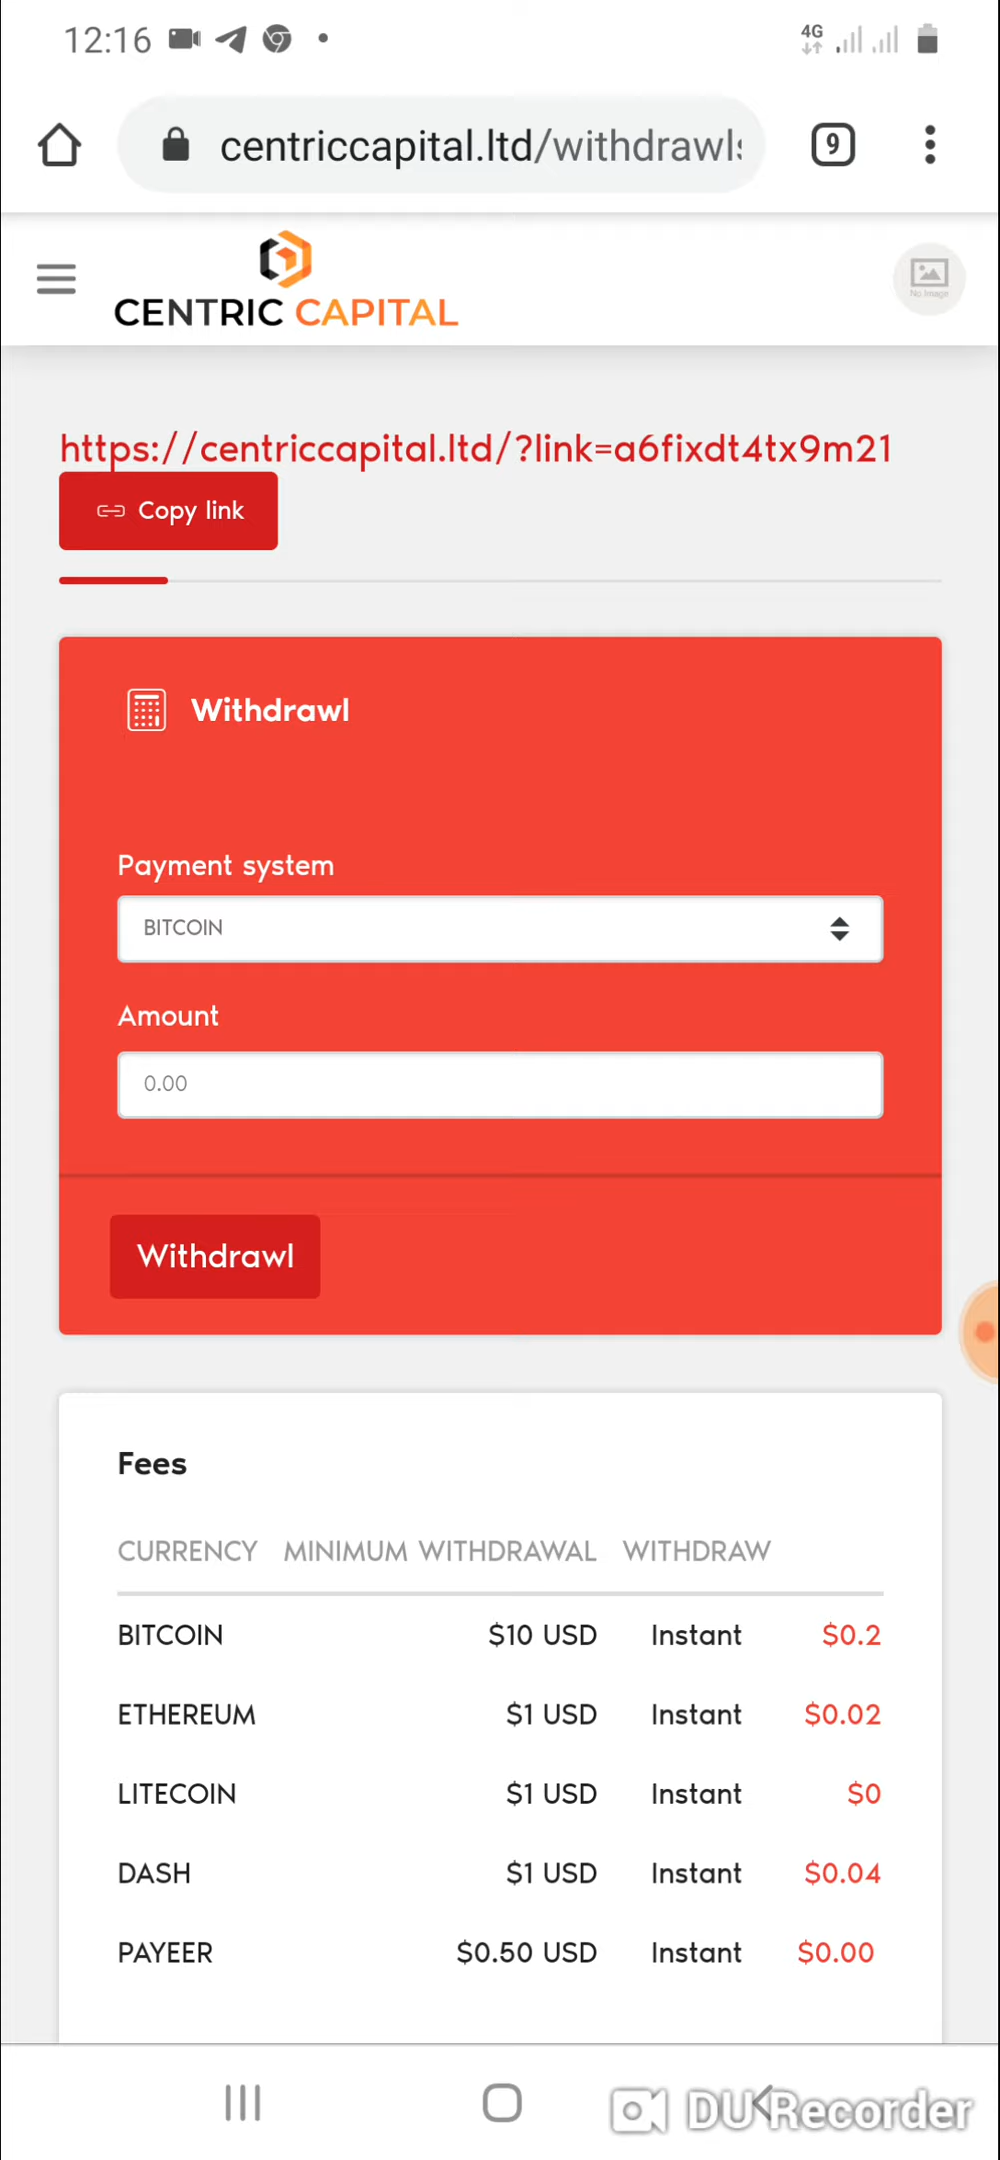 12:16
4G
centriccapital.ltd/withdrawls
9
CENTRIC CAPITAL
No Image
https://centriccapital.ltd/?link=a6fixdt4tx9m21
Copy link
Withdrawl
Payment system
BITCOIN
Amount
0.00
Withdrawl
Fees
CURRENCY MINIMUM WITHDRAWAL WITHDRAW
BITCOIN $10 USD Instant $0.2
ETHEREUM $1 USD Instant $0.02
LITECOIN $1 USD Instant $0
DASH $1 USD Instant $0.04
PAYEER $0.50 USD Instant $0.00
DU Recorder